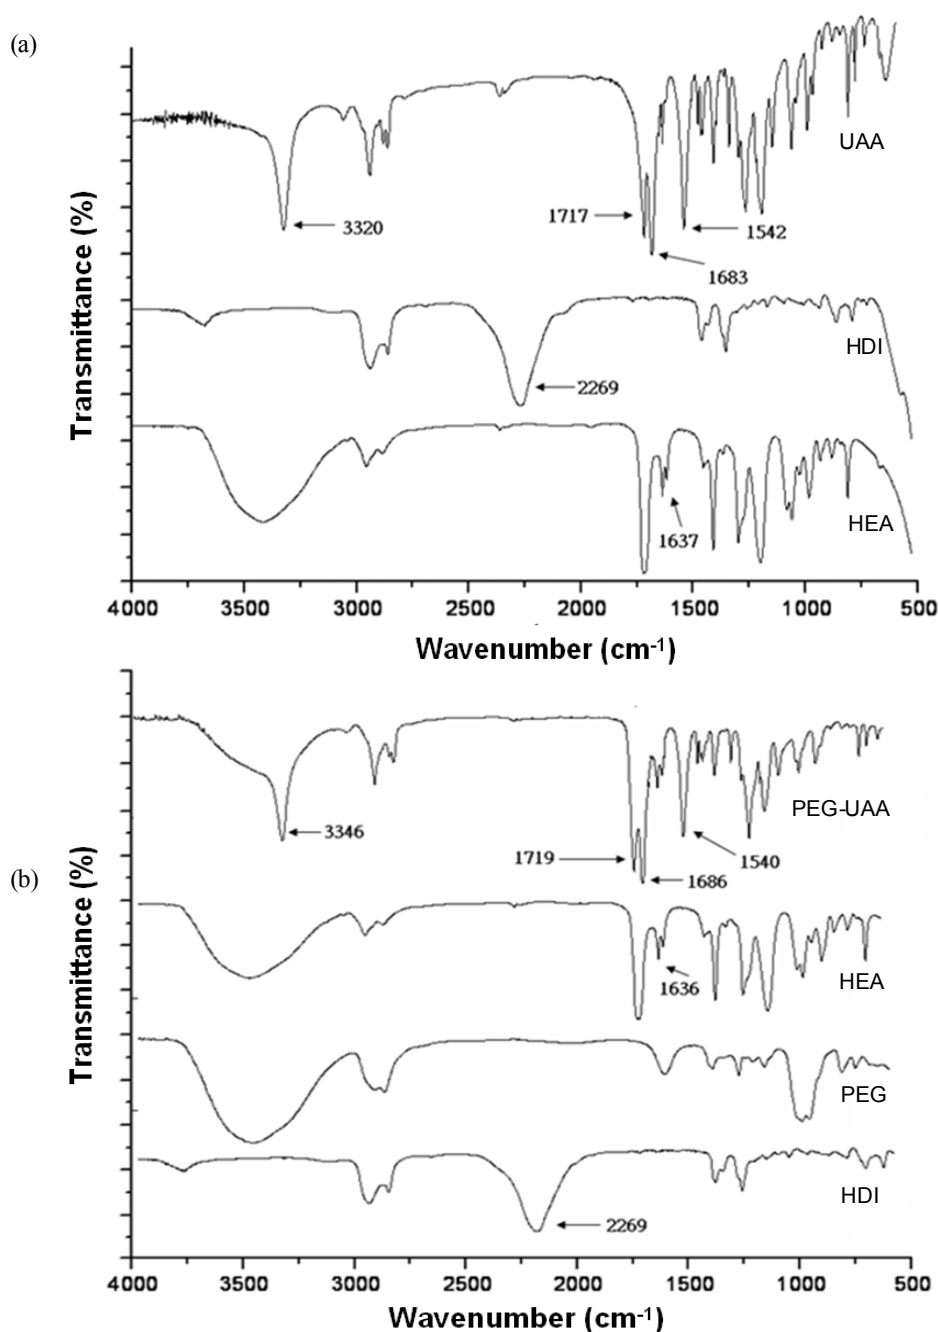 (a)
UAA
3320
1717
1542
1683
HDI
2269
HEA
1637
Transmittance (%)
4000 3500 3000 2500 2000 1500 1000 500
Wavenumber (cm-1)
(b)
PEG-UAA
3346
1719
1540
1686
HEA
1636
PEG
HDI
2269
Transmittance (%)
4000 3500 3000 2500 2000 1500 1000 500
Wavenumber (cm-1)